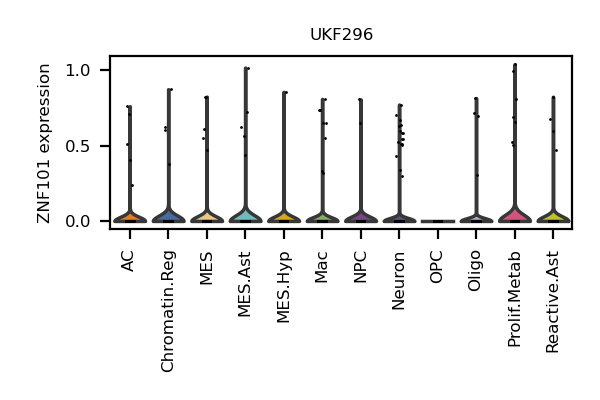 UKF296
ZNF101 expression
1.0
0.5
0.0
AC
Chromatin.Reg
MES
MES.Ast
MES.Hyp
Mac
NPC
Neuron
OPC
Oligo
Prolif.Metab
Reactive.Ast